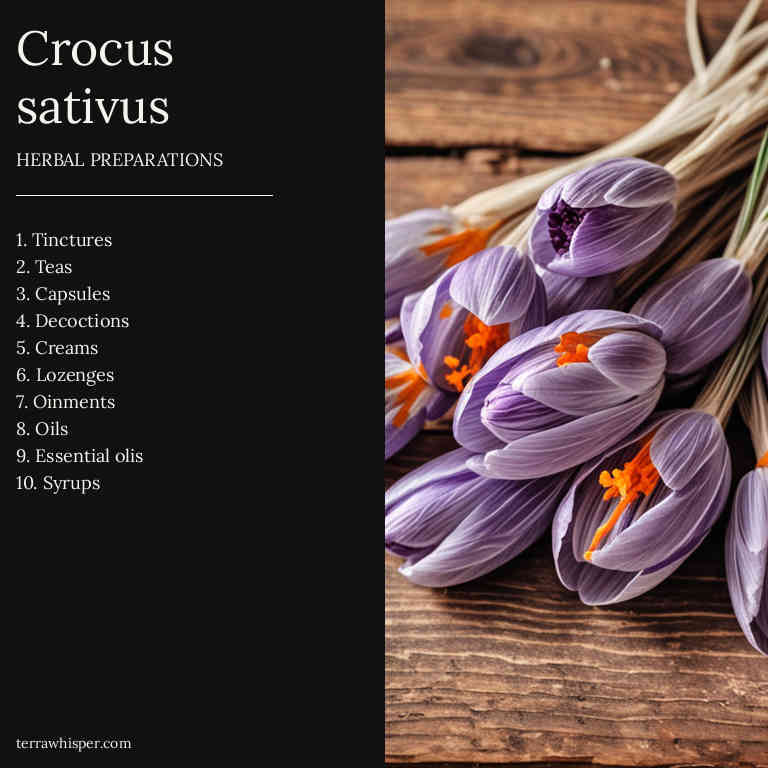 Crocus
sativus
HERBAL PREPARATIONS
1. Tinctures
2. Teas
3. Capsules
4. Decoctions
5. Creams
6. Lozenges
7. Oinments
8. Oils
9. Essential olis
10. Syrups
terrawhisper.com